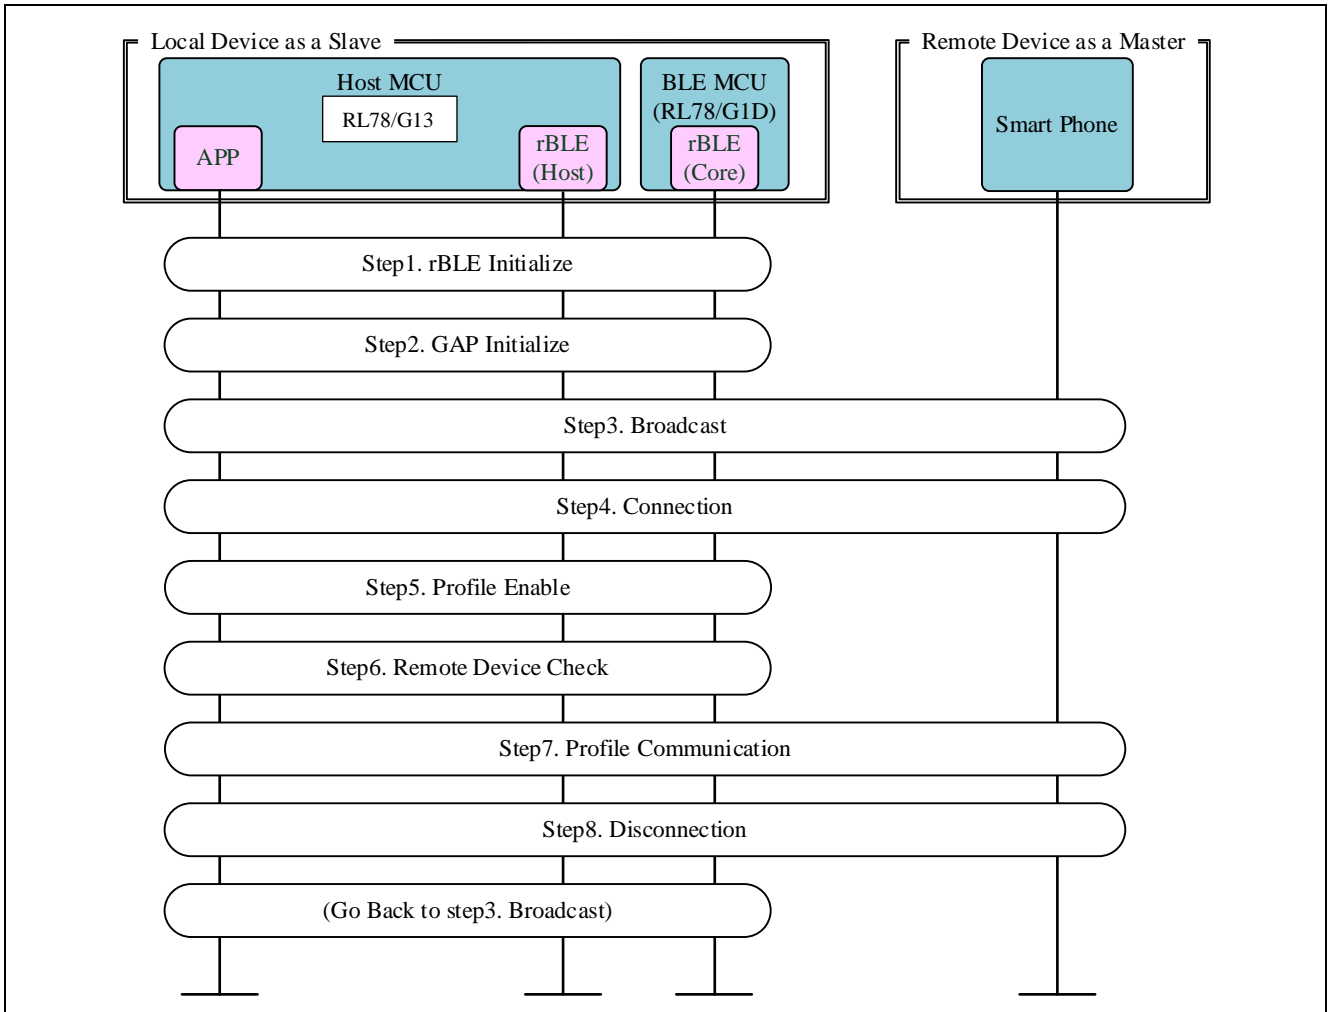 Local Device as a Slave
Remote Device as a Master
Host MCU
RL78/G13
APP
rBLE
(Host)
BLE MCU
(RL78/G1D)
rBLE
(Core)
Smart Phone
Step1. rBLE Initialize
Step2. GAP Initialize
Step3. Broadcast
Step4. Connection
Step5. Profile Enable
Step6. Remote Device Check
Step7. Profile Communication
Step8. Disconnection
(Go Back to step3. Broadcast)